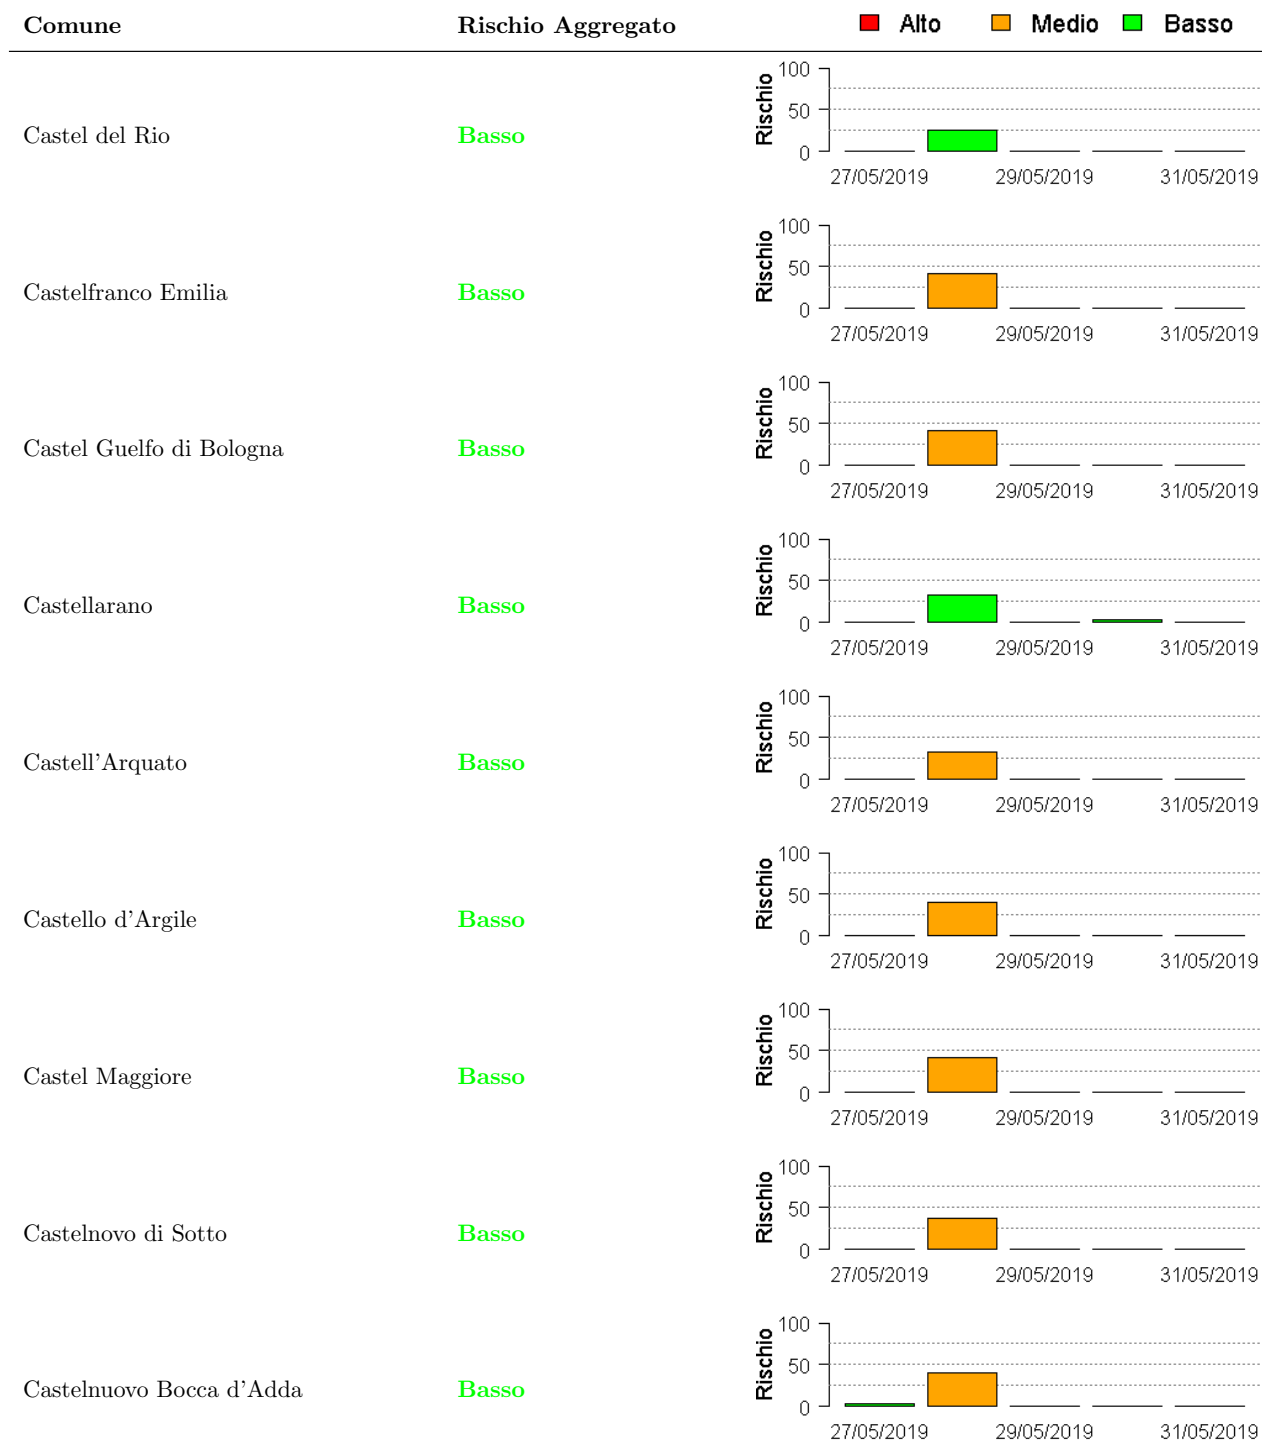 Comune Rischio Aggregato Alto Medio Basso
Castel del Rio Basso Rischio 100 50 0
27/05/2019 29/05/2019 31/05/2019
Castelfranco Emilia Basso Rischio 100 50 0
27/05/2019 29/05/2019 31/05/2019
Castel Guelfo di Bologna Basso Rischio 100 50 0
27/05/2019 29/05/2019 31/05/2019
Castellarano Basso Rischio 100 50 0
27/05/2019 29/05/2019 31/05/2019
Castell'Arquato Basso Rischio 100 50 0
27/05/2019 29/05/2019 31/05/2019
Castello d'Argile Basso Rischio 100 50 0
27/05/2019 29/05/2019 31/05/2019
Castel Maggiore Basso Rischio 100 50 0
27/05/2019 29/05/2019 31/05/2019
Castelnovo di Sotto Basso Rischio 100 50 0
27/05/2019 29/05/2019 31/05/2019
Castelnuovo Bocca d'Adda Basso Rischio 100 50 0
27/05/2019 29/05/2019 31/05/2019